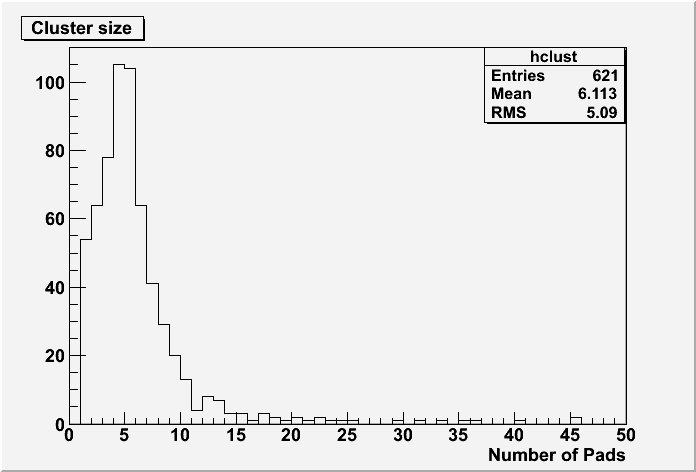 Cluster size
hclust
Entries 621
Mean 6.113
RMS 5.09
100
80
60
40
20
0
0 5 10 15 20 25 30 35 40 45 50
Number of Pads